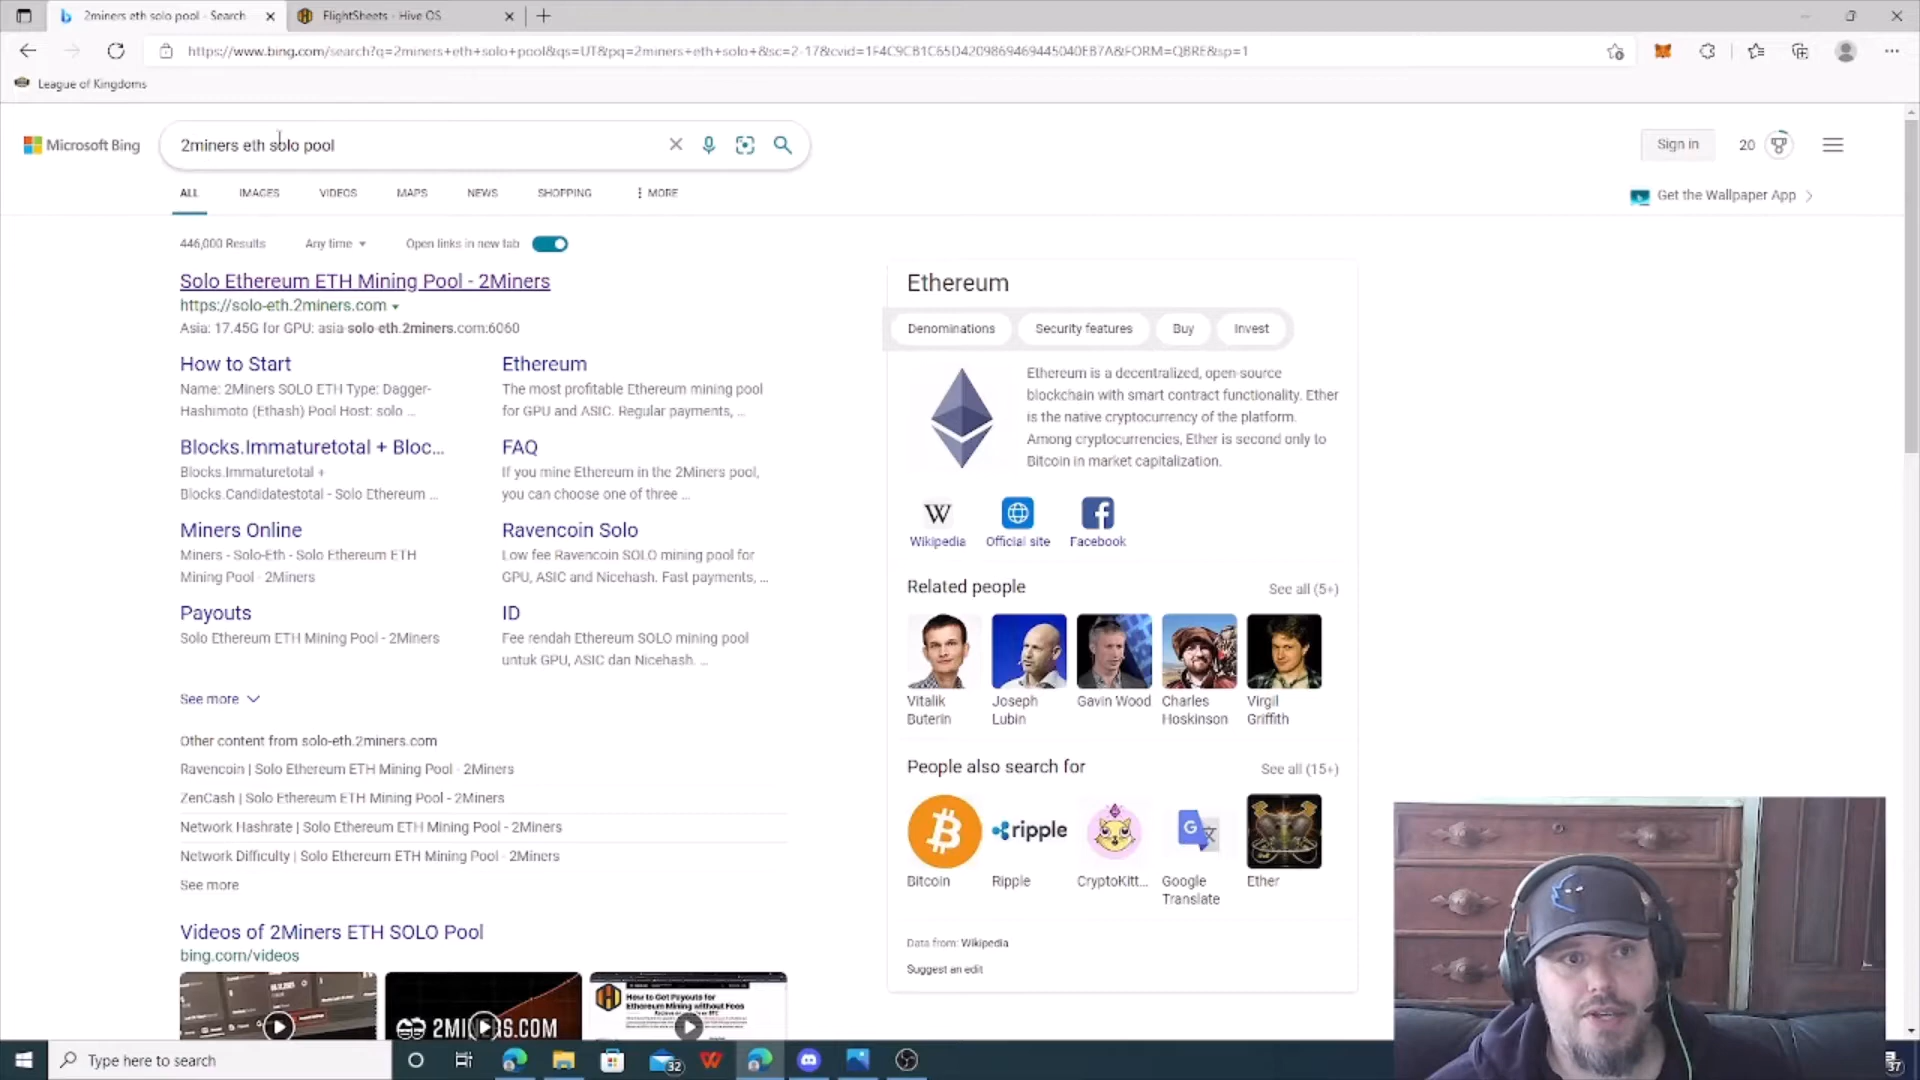 2miners eth solo pool - Search
FlightSheets - Hive OS
https://www.bing.com/search?q=2miners+eth+solo+pool&qs=UT&pq=2miners+eth+solo+&sc=2-17&cvid=1F4C9CB1C65D4209869469445040EB7A&FORM=QBRE&sp=1
League of Kingdoms
Microsoft Bing
2miners eth solo pool
Sign in
20
ALL IMAGES VIDEOS MAPS NEWS SHOPPING MORE
Get the Wallpaper App
446,000 Results Any time Open links in new tab
Solo Ethereum ETH Mining Pool - 2Miners
https://solo-eth.2miners.com
Asia: 17.45G for GPU: asia-solo-eth.2miners.com:6060
How to Start
Name: 2Miners SOLO ETH Type: Dagger-
Hashimoto (Ethash) Pool Host: solo ...
Ethereum
The most profitable Ethereum mining pool
for GPU and ASIC. Regular payments, ...
Blocks.Immaturetotal + Bloc...
Blocks.Immaturetotal +
Blocks.Candidatestotal - Solo Ethereum ...
FAQ
If you mine Ethereum in the 2Miners pool,
you can choose one of three ...
Miners Online
Miners - Solo-Eth - Solo Ethereum ETH
Mining Pool - 2Miners
Ravencoin Solo
Low fee Ravencoin SOLO mining pool for
GPU, ASIC and Nicehash. Fast payments, ...
Payouts
Solo Ethereum ETH Mining Pool - 2Miners
ID
Fee rendah Ethereum SOLO mining pool
untuk GPU, ASIC dan Nicehash. ...
See more
Other content from solo-eth.2miners.com
Ravencoin | Solo Ethereum ETH Mining Pool - 2Miners
ZenCash | Solo Ethereum ETH Mining Pool - 2Miners
Network Hashrate | Solo Ethereum ETH Mining Pool - 2Miners
Network Difficulty | Solo Ethereum ETH Mining Pool - 2Miners
See more
Videos of 2Miners ETH SOLO Pool
bing.com/videos
2MINERS.COM
How to Get Payouts for
Ethereum Mining without Fees
Ethereum
Denominations Security features Buy Invest
Ethereum is a decentralized, open-source
blockchain with smart contract functionality. Ether
is the native cryptocurrency of the platform.
Among cryptocurrencies, Ether is second only to
Bitcoin in market capitalization.
W
Wikipedia Official site Facebook
Related people See all (5+)
Vitalik Buterin
Joseph Lubin
Gavin Wood
Charles Hoskinson
Virgil Griffith
People also search for See all (15+)
ripple
Bitcoin
Ripple
CryptoKitt...
Google Translate
Ether
Data from: Wikipedia
Suggest an edit
Type here to search
32
37